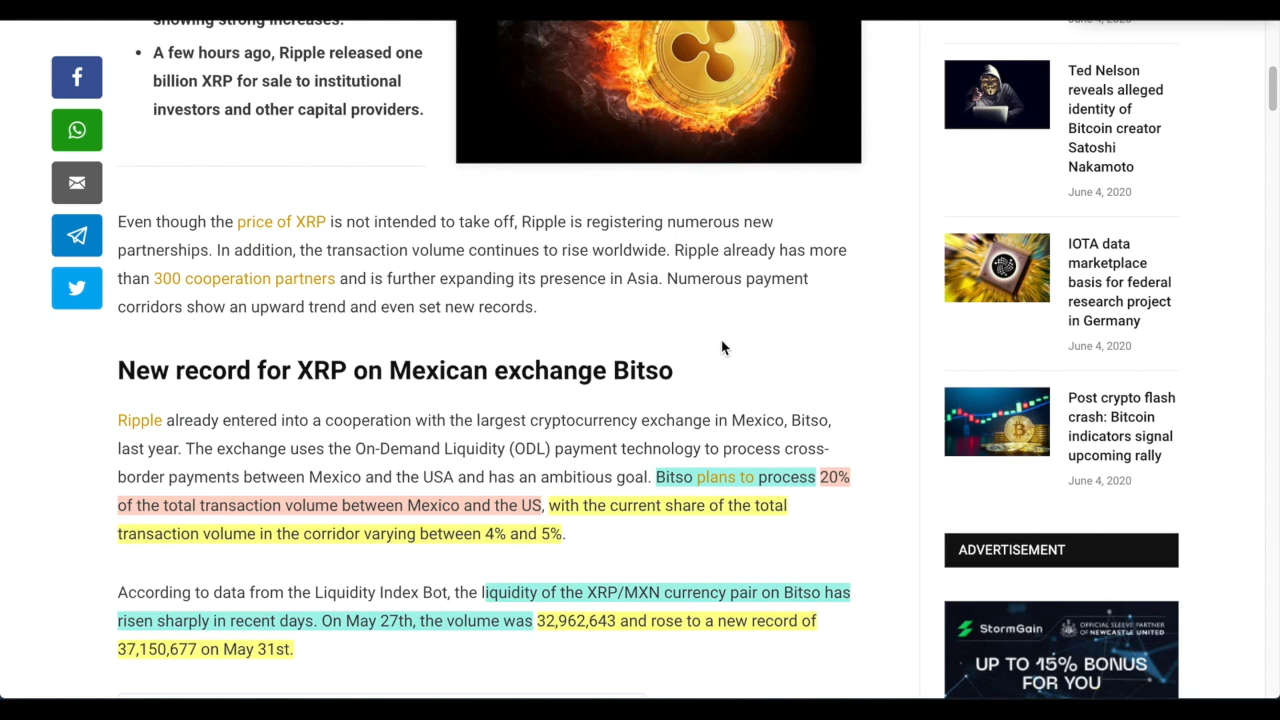 showing strong increases.
• A few hours ago, Ripple released one
billion XRP for sale to institutional
investors and other capital providers.
Even though the price of XRP is not intended to take off, Ripple is registering numerous new
partnerships. In addition, the transaction volume continues to rise worldwide. Ripple already has more
than 300 cooperation partners and is further expanding its presence in Asia. Numerous payment
corridors show an upward trend and even set new records.
New record for XRP on Mexican exchange Bitso
Ripple already entered into a cooperation with the largest cryptocurrency exchange in Mexico, Bitso,
last year. The exchange uses the On-Demand Liquidity (ODL) payment technology to process cross-
border payments between Mexico and the USA and has an ambitious goal. Bitso plans to process 20%
of the total transaction volume between Mexico and the US, with the current share of the total
transaction volume in the corridor varying between 4% and 5%.
According to data from the Liquidity Index Bot, the liquidity of the XRP/MXN currency pair on Bitso has
risen sharply in recent days. On May 27th, the volume was 32,962,643 and rose to a new record of
37,150,677 on May 31st.
June 4, 2020
Ted Nelson
reveals alleged
identity of
Bitcoin creator
Satoshi
Nakamoto
June 4, 2020
IOTA data
marketplace
basis for federal
research project
in Germany
June 4, 2020
Post crypto flash
crash: Bitcoin
indicators signal
upcoming rally
June 4, 2020
ADVERTISEMENT
StormGain
OFFICIAL SLEEVE PARTNER
OF NEWCASTLE UNITED
UP TO 15% BONUS
FOR YOU